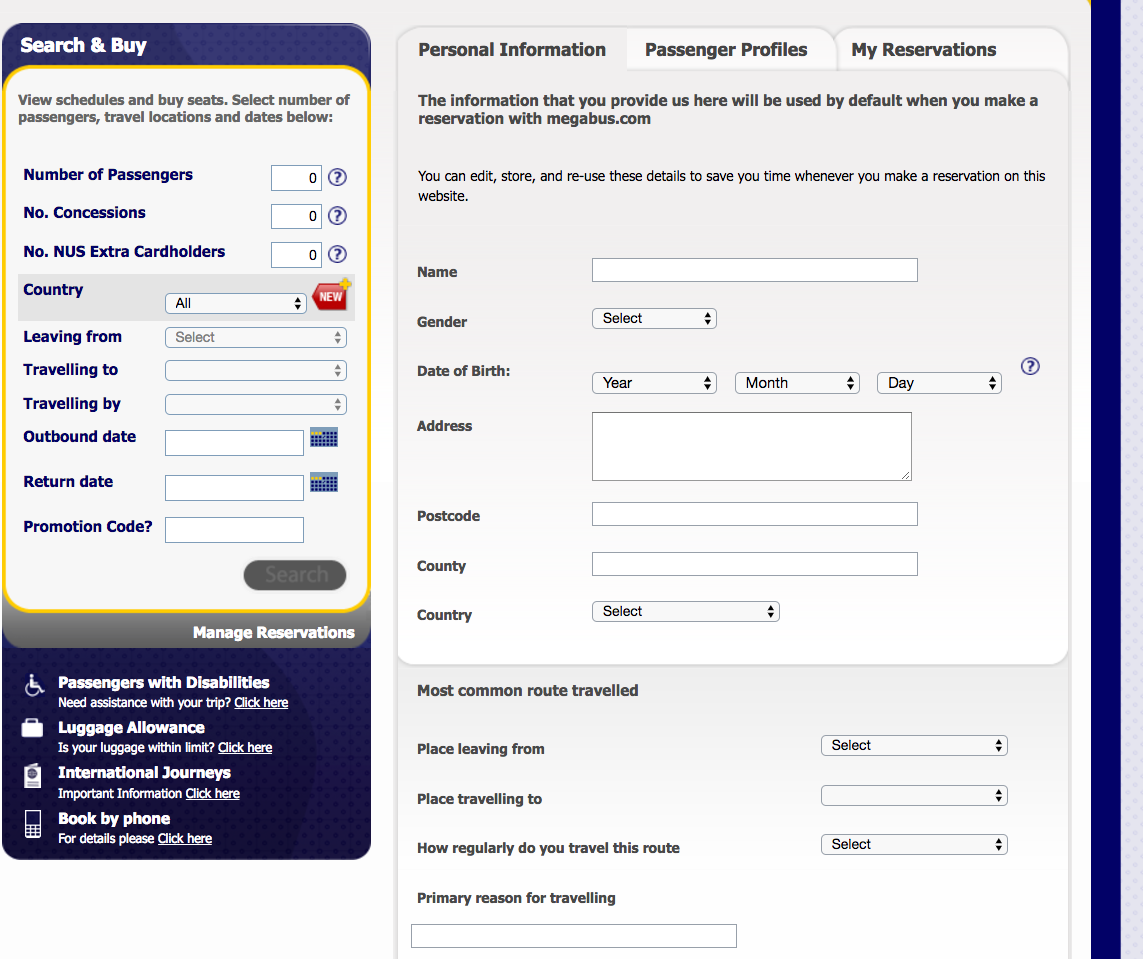 Search & Buy
View schedules and buy seats. Select number of
passengers, travel locations and dates below:
Number of Passengers 0 ?
No. Concessions 0 ?
No. NUS Extra Cardholders 0 ?
Country All NEW
Leaving from Select
Travelling to
Travelling by
Outbound date
Return date
Promotion Code?
Search
Manage Reservations
Passengers with Disabilities
Need assistance with your trip? Click here
Luggage Allowance
Is your luggage within limit? Click here
International Journeys
Important Information Click here
Book by phone
For details please Click here
Personal Information Passenger Profiles My Reservations
The information that you provide us here will be used by default when you make a
reservation with megabus.com
You can edit, store, and re-use these details to save you time whenever you make a reservation on this
website.
Name
Gender Select
Date of Birth: Year Month Day ?
Address
Postcode
County
Country Select
Most common route travelled
Place leaving from Select
Place travelling to
How regularly do you travel this route Select
Primary reason for travelling